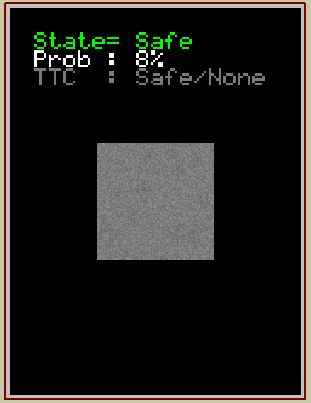 State= Safe
Prob : 8%
TTC  : Safe/None